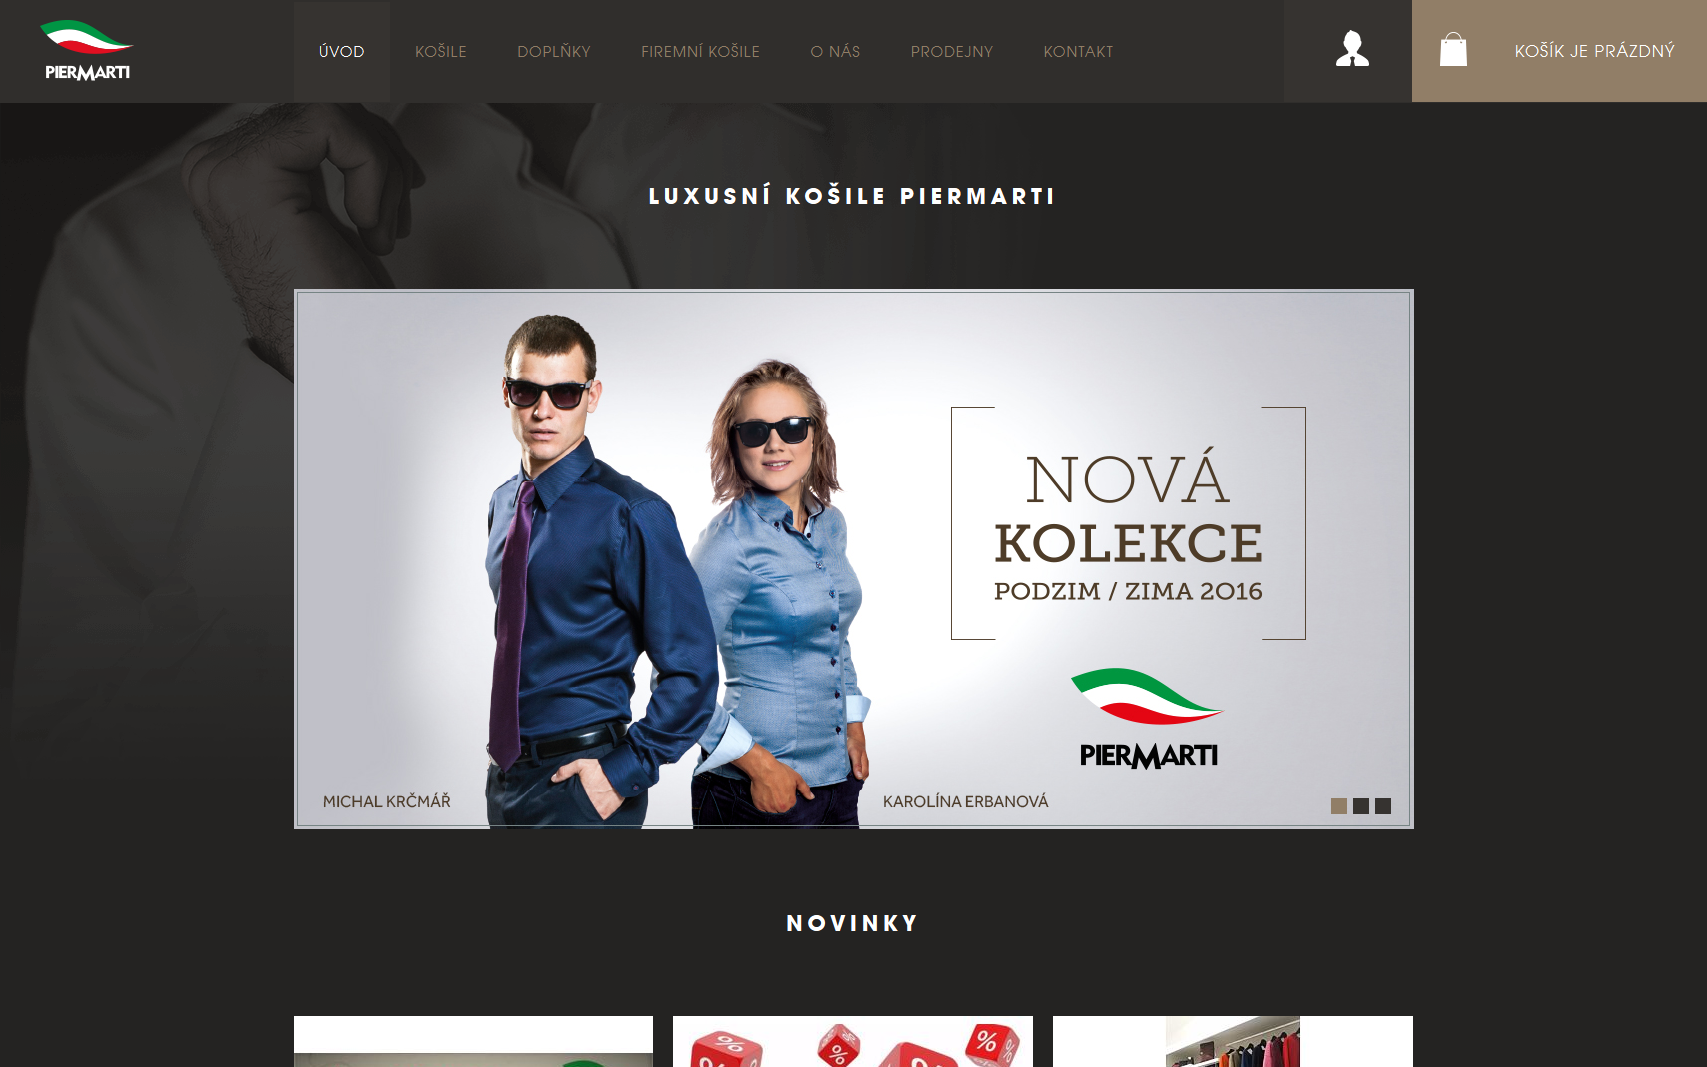 PIERMARTI
ÚVOD
KOŠILE
DOPLŇKY
FIREMNÍ KOŠILE
O NÁS
PRODEJNY
KONTAKT
KOŠÍK JE PRÁZDNÝ
LUXUSNÍ KOŠILE PIERMARTI
NOVÁ
KOLEKCE
PODZIM / ZIMA 2016
PIERMARTI
MICHAL KRČMÁŘ
KAROLÍNA ERBANOVÁ
NOVINKY
% % % %